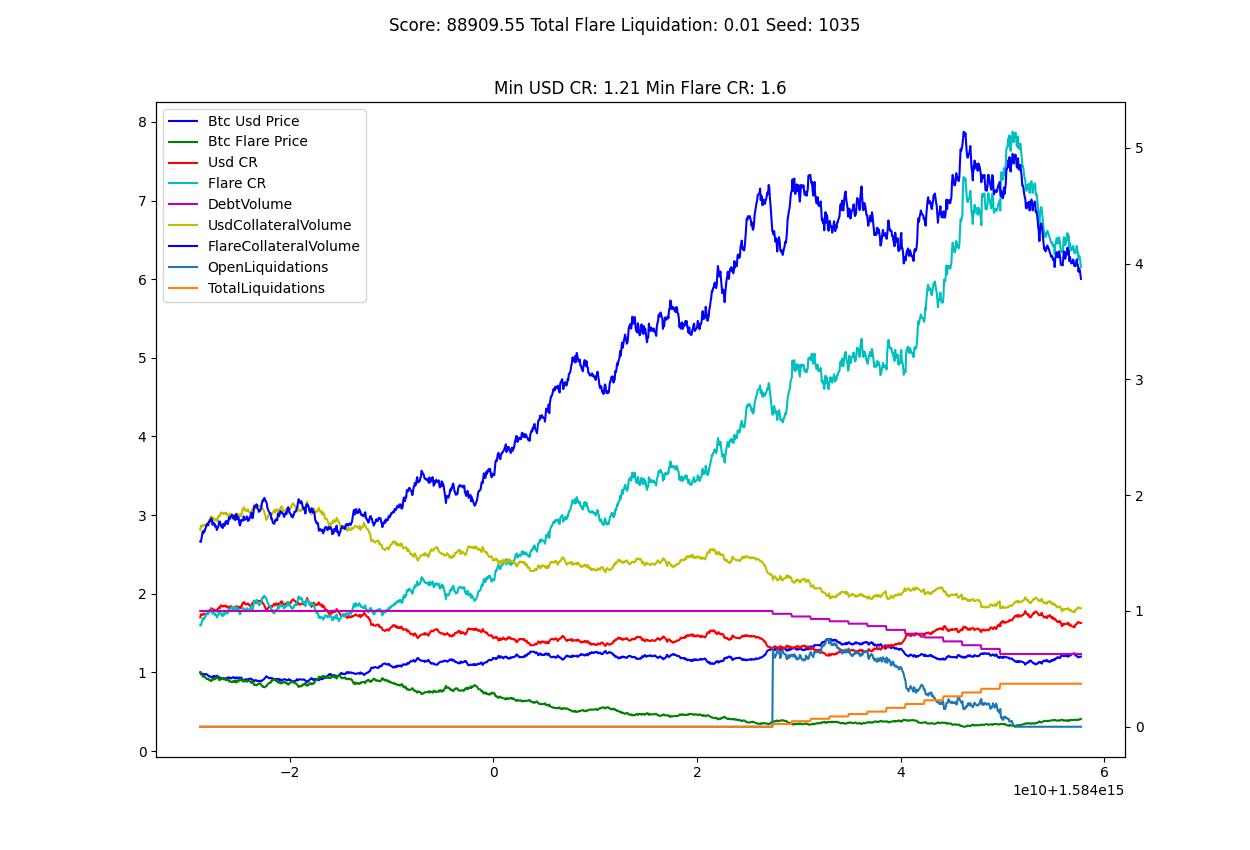 Score: 88909.55 Total Flare Liquidation: 0.01 Seed: 1035
Min USD CR: 1.21 Min Flare CR: 1.6
Btc Usd Price
Btc Flare Price
Usd CR
Flare CR
DebtVolume
UsdCollateralVolume
FlareCollateralVolume
OpenLiquidations
TotalLiquidations
8
7
6
5
4
3
2
1
0
5
4
3
2
1
0
−2
0
2
4
6
1e10+1.584e15